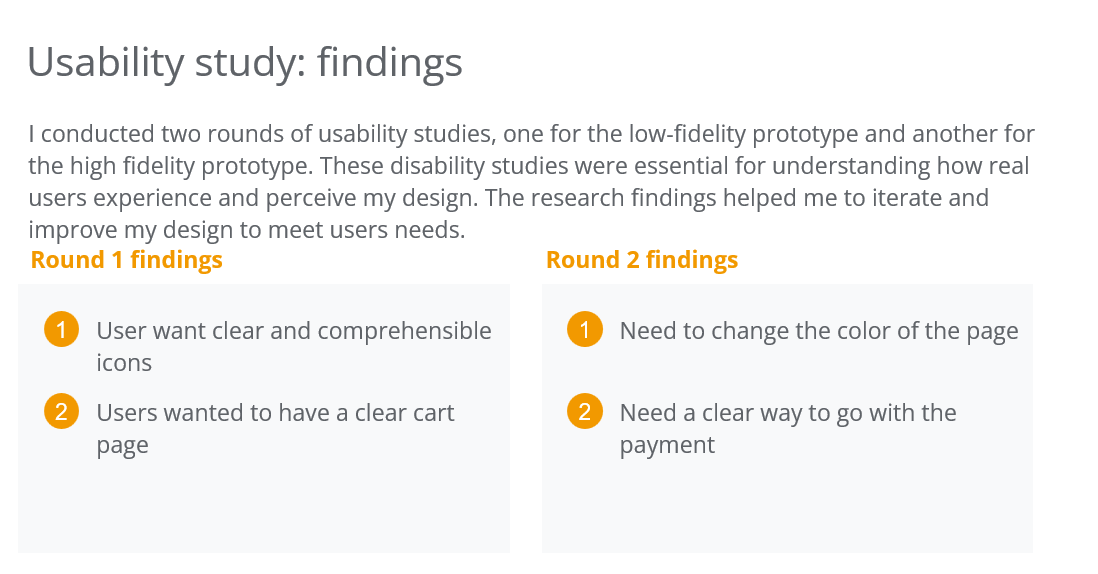 Usability study: findings
I conducted two rounds of usability studies, one for the low-fidelity prototype and another for
the high fidelity prototype. These disability studies were essential for understanding how real
users experience and perceive my design. The research findings helped me to iterate and
improve my design to meet users needs.
Round 1 findings
1 User want clear and comprehensible
icons
2 Users wanted to have a clear cart
page
Round 2 findings
1 Need to change the color of the page
2 Need a clear way to go with the
payment